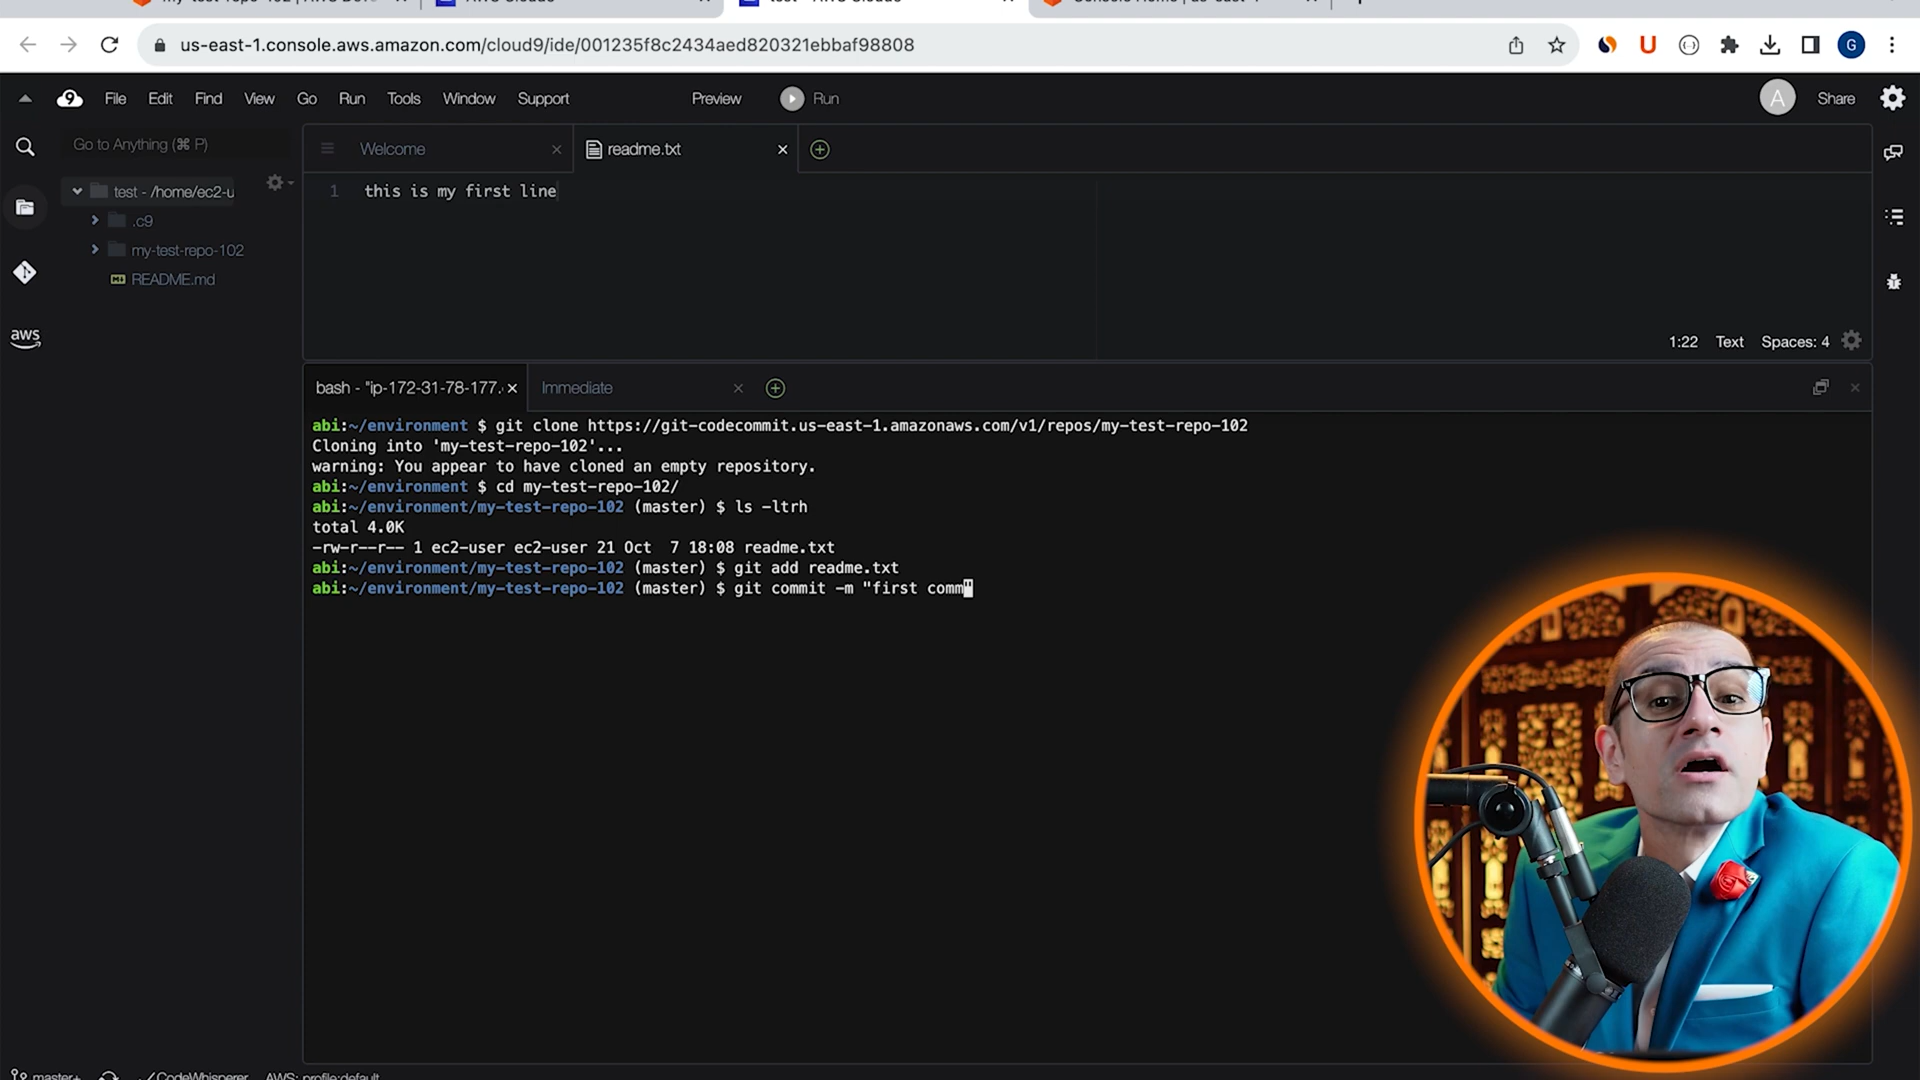 us-east-1.console.aws.amazon.com/cloud9/ide/001235f8c2434aed820321ebbaf98808
G
9 File Edit Find View Go Run Tools Window Support Preview Run A Share
Go to Anything (⌘ P)
Welcome
readme.txt
test - /home/ec2-u
.c9
my-test-repo-102
README.md
aws
1 this is my first line
1:22 Text Spaces: 4
bash - "ip-172-31-78-177.
Immediate
abi:~/environment $ git clone https://git-codecommit.us-east-1.amazonaws.com/v1/repos/my-test-repo-102
Cloning into 'my-test-repo-102'...
warning: You appear to have cloned an empty repository.
abi:~/environment $ cd my-test-repo-102/
abi:~/environment/my-test-repo-102 (master) $ ls -ltrh
total 4.0K
-rw-r--r-- 1 ec2-user ec2-user 21 Oct  7 18:08 readme.txt
abi:~/environment/my-test-repo-102 (master) $ git add readme.txt
abi:~/environment/my-test-repo-102 (master) $ git commit -m "first comm"
master+ CodeWhisperer AWS: profile:default